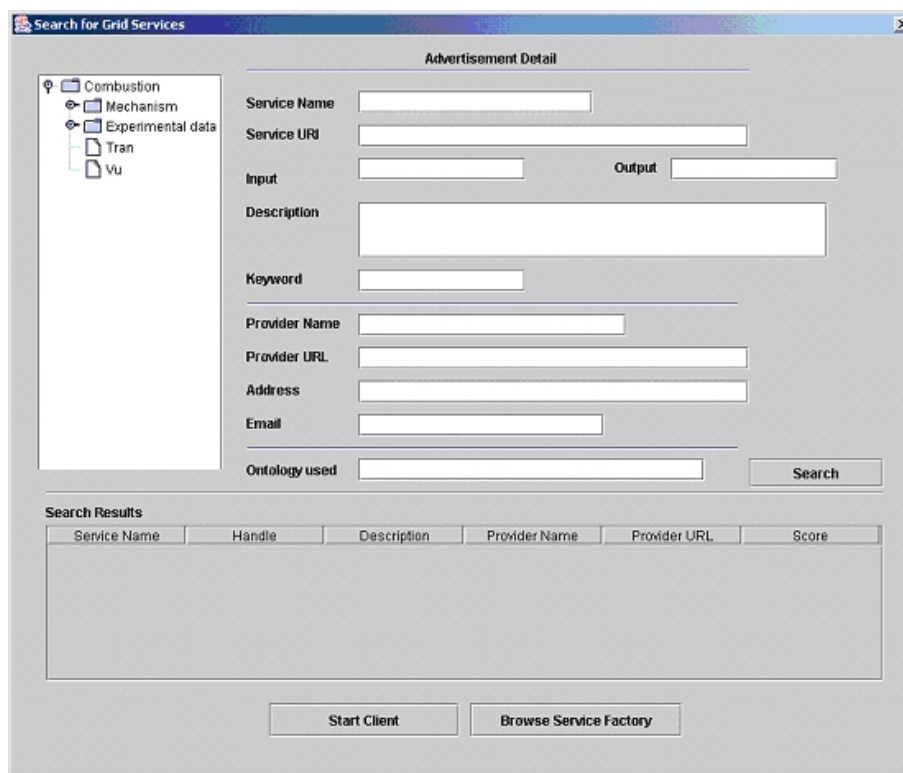 Search for Grid Services
Combustion
Mechanism
Experimental data
Tran
Vu
Advertisement Detail
Service Name
Service URI
Input
Output
Description
Keyword
Provider Name
Provider URL
Address
Email
Ontology used
Search
Search Results
Service Name Handle Description Provider Name Provider URL Score
Start Client Browse Service Factory